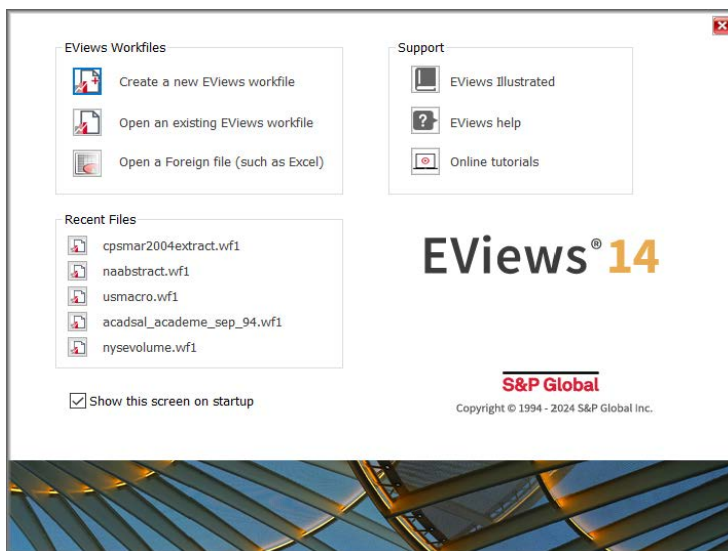 EViews Workfiles
Create a new EViews workfile
Open an existing EViews workfile
Open a Foreign file (such as Excel)
Support
EViews Illustrated
EViews help
Online tutorials
Recent Files
cpsmar2004extract.wf1
naabstract.wf1
usmacro.wf1
acadsal_academe_sep_94.wf1
nysevolume.wf1
Show this screen on startup
EViews® 14
S&P Global
Copyright © 1994 - 2024 S&P Global Inc.